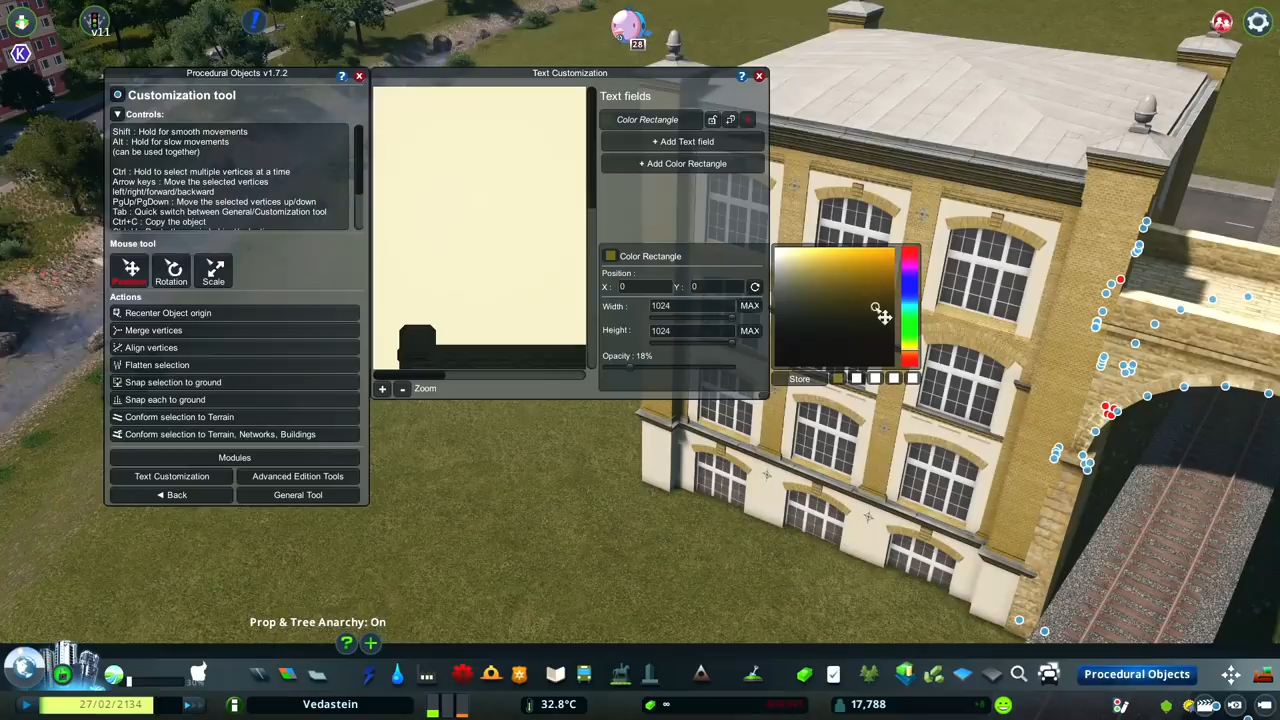 v11
28
Procedural Objects v1.7.2
?
Customization tool
Controls:
Shift : Hold for smooth movements
Alt : Hold for slow movements
(can be used together)
Ctrl : Hold to select multiple vertices at a time
Arrow keys : Move the selected vertices
left/right/forward/backward
PgUp/PgDown : Move the selected vertices up/down
Tab : Quick switch between General/Customization tool
Ctrl+C : Copy the object
Mouse tool
Position
Rotation
Scale
Actions
Recenter Object origin
Merge vertices
Align vertices
Flatten selection
Snap selection to ground
Snap each to ground
Conform selection to Terrain
Conform selection to Terrain, Networks, Buildings
Modules
Text Customization
Advanced Edition Tools
Back
General Tool
Text Customization
?
Text fields
Color Rectangle
+ Add Text field
+ Add Color Rectangle
Color Rectangle
Position :
X : 0
Y : 0
Width : 1024 MAX
Height : 1024 MAX
Opacity : 18%
+ - Zoom
Store
Prop & Tree Anarchy: On
Procedural Objects
27/02/2134
Vedastein
32.8°C
17,788